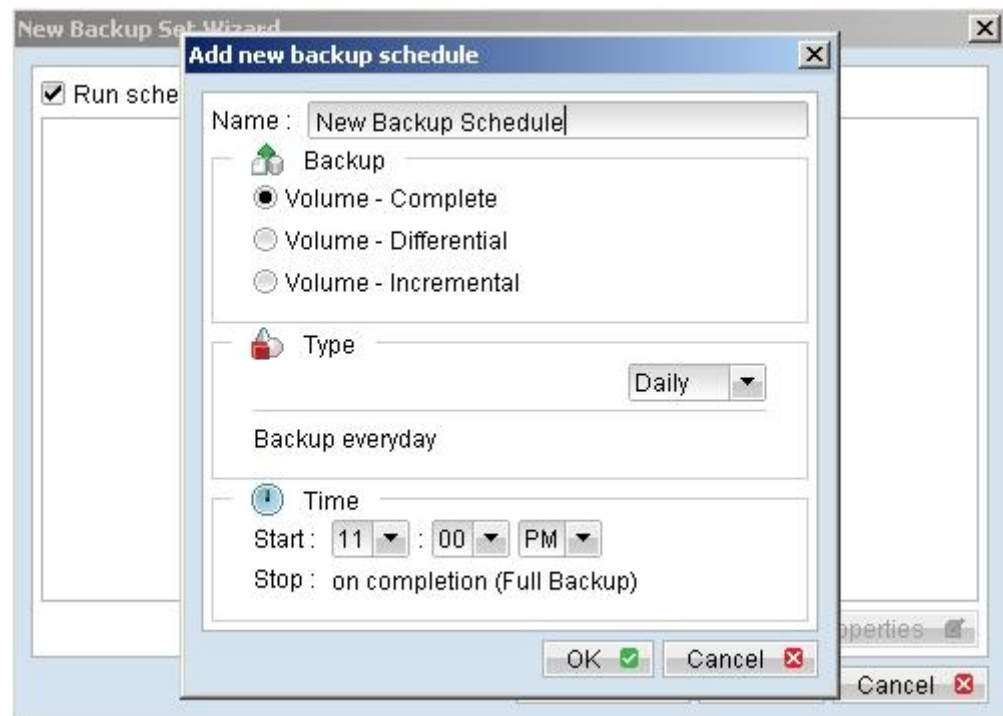 New Backup Set Wizard
Add new backup schedule
Run sche
Name : New Backup Schedule
Backup
Volume - Complete
Volume - Differential
Volume - Incremental
Type
Daily
Backup everyday
Time
Start : 11 : 00 PM
Stop : on completion (Full Backup)
operties
OK Cancel
Cancel